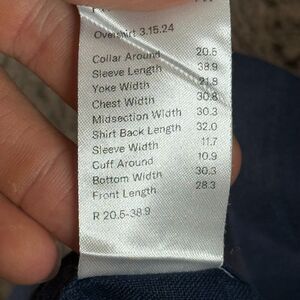 Overshirt 3.15.24
Collar Around 20.5
Sleeve Length 38.9
Yoke Width 21.8
Chest Width 30.8
Midsection Width 30.3
Shirt Back Length 32.0
Sleeve Width 11.7
Cuff Around 10.9
Bottom Width 30.3
Front Length 28.3
R 20.5-38.9